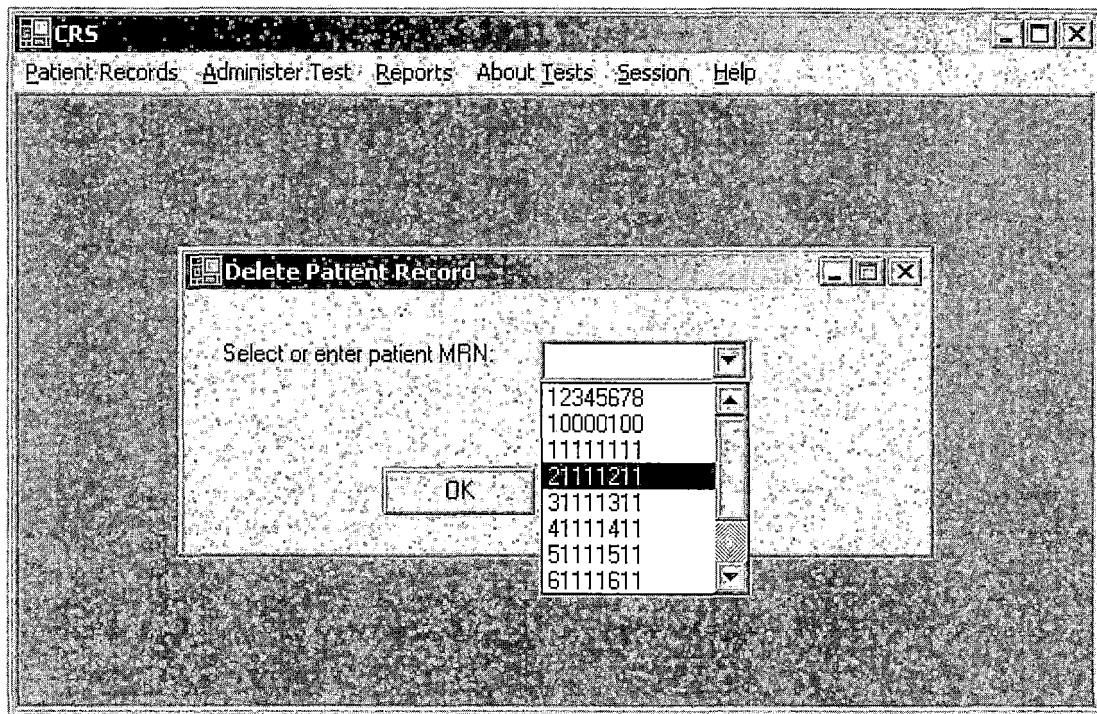 CRS
Patient Records Administer Test Reports About Tests Session Help
Delete Patient Record
Select or enter patient MRN:
12345678
10000100
11111111
21111211
31111311
41111411
51111511
61111611
OK